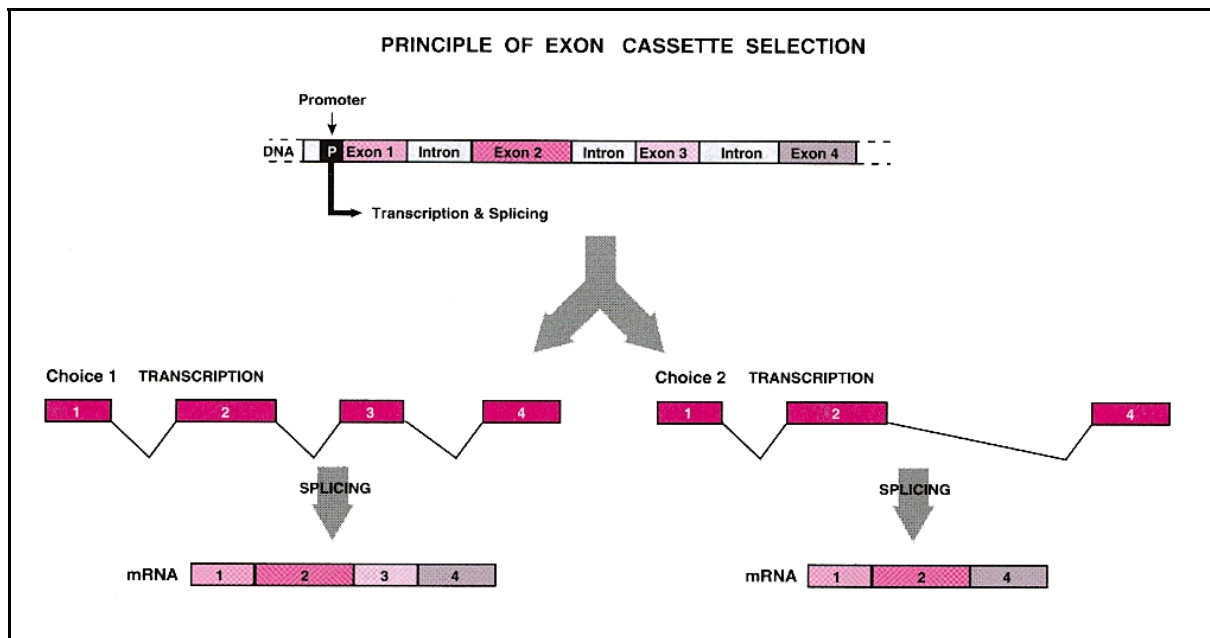 PRINCIPLE OF EXON CASSETTE SELECTION
Promoter
DNA P Exon 1 Intron Exon 2 Intron Exon 3 Intron Exon 4
Transcription & Splicing
Choice 1 TRANSCRIPTION
1 2 3 4
SPLICING
mRNA 1 2 3 4
Choice 2 TRANSCRIPTION
1 2 4
SPLICING
mRNA 1 2 4